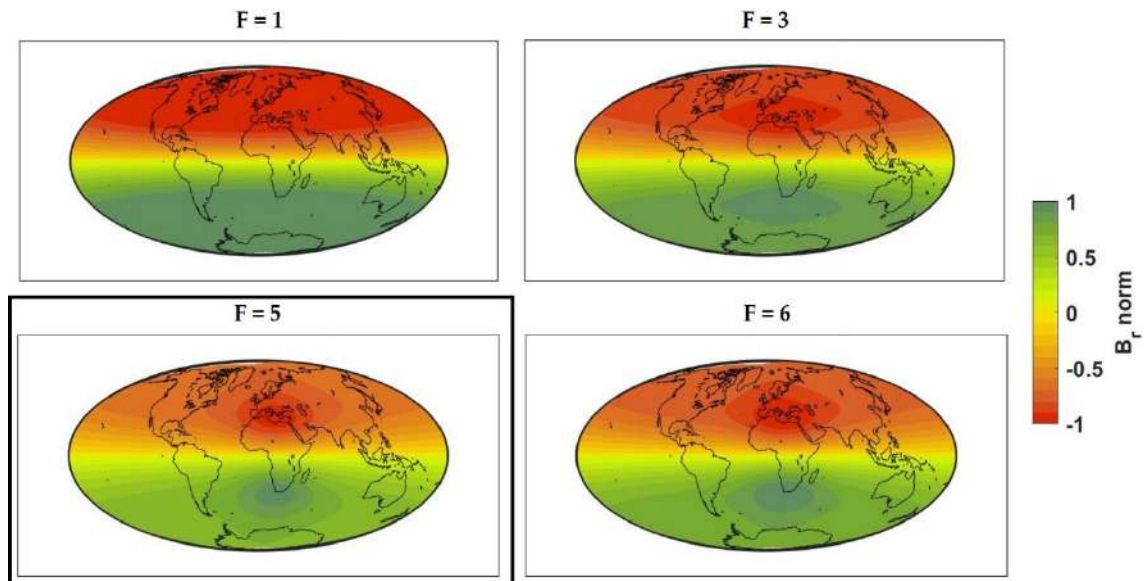 F = 1
F = 3
F = 5
F = 6
1
0.5
0
-0.5
-1
B_r norm